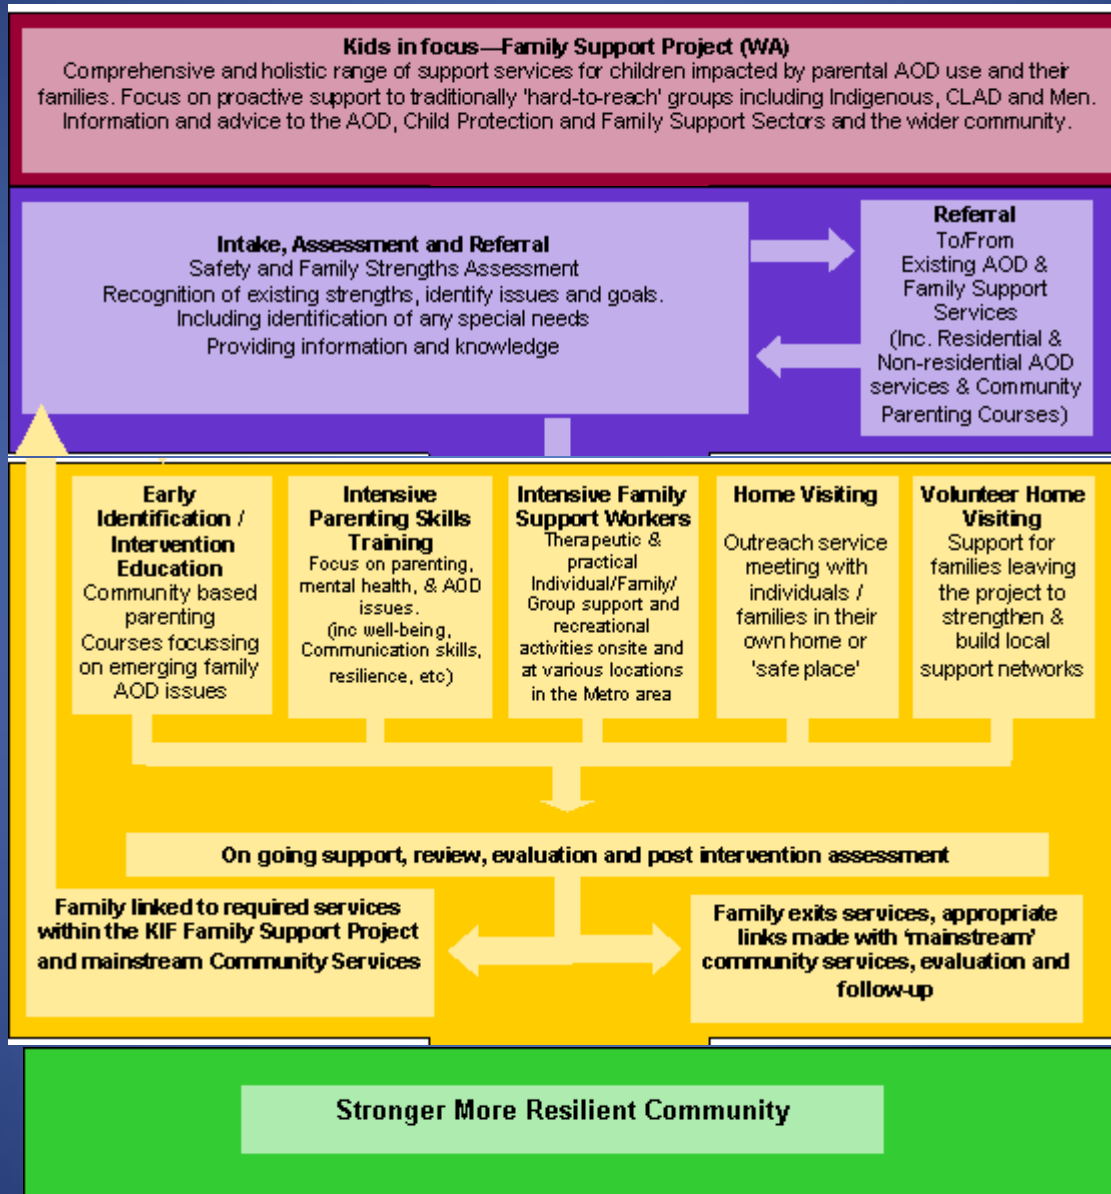 Kids in focus—Family Support Project (WA)
Comprehensive and holistic range of support services for children impacted by parental AOD use and their
families. Focus on proactive support to traditionally 'hard-to-reach' groups including Indigenous, CLAD and Men.
Information and advice to the AOD, Child Protection and Family Support Sectors and the wider community.
Intake, Assessment and Referral
Safety and Family Strengths Assessment
Recognition of existing strengths, identify issues and goals.
Including identification of any special needs
Providing information and knowledge
Referral
To/From
Existing AOD &
Family Support
Services
(Inc. Residential &
Non-residential AOD
services & Community
Parenting Courses)
Early
Identification /
Intervention
Education
Community based
parenting
Courses focussing
on emerging family
AOD issues
Intensive
Parenting Skills
Training
Focus on parenting,
mental health, & AOD
issues.
(inc well-being,
Communication skills,
resilience, etc)
Intensive Family
Support Workers
Therapeutic &
practical
Individual/Family/
Group support and
recreational
activities onsite and
at various locations
in the Metro area
Home Visiting
Outreach service
meeting with
individuals /
families in their
own home or
'safe place'
Volunteer Home
Visiting
Support for
families leaving
the project to
strengthen &
build local
support networks
On going support, review, evaluation and post intervention assessment
Family linked to required services
within the KIF Family Support Project
and mainstream Community Services
Family exits services, appropriate
links made with 'mainstream'
community services, evaluation and
follow-up
Stronger More Resilient Community